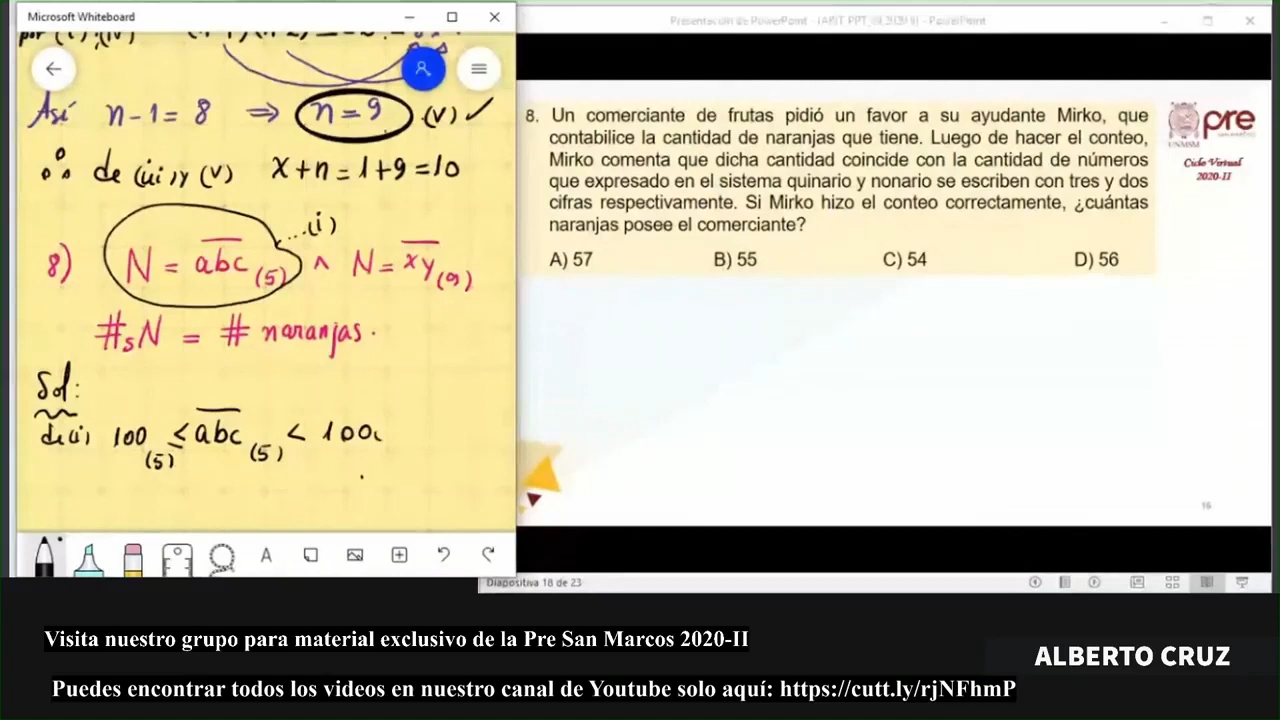 Microsoft Whiteboard
Presentación de PowerPoint
Así n-1=8 ⇒ n=9 (v) ✓
∴ de (iii) y (v) x+n=1+9=10
8) N = abc (5) ...(i) ∧ N = xy (9)
#s N = # naranjas.
Sol:
de (i) 100 (5) ≤ abc (5) < 100
8. Un comerciante de frutas pidió un favor a su ayudante Mirko, que
contabilice la cantidad de naranjas que tiene. Luego de hacer el conteo,
Mirko comenta que dicha cantidad coincide con la cantidad de números
que expresado en el sistema quinario y nonario se escriben con tres y dos
cifras respectivamente. Si Mirko hizo el conteo correctamente, ¿cuántas
naranjas posee el comerciante?
A) 57 B) 55 C) 54 D) 56
pre
UNMSM
Ciclo Virtual
2020-II
16
Diapositiva 18 de 23
Visita nuestro grupo para material exclusivo de la Pre San Marcos 2020-II
ALBERTO CRUZ
Puedes encontrar todos los videos en nuestro canal de Youtube solo aquí: https://cutt.ly/rjNFhmP